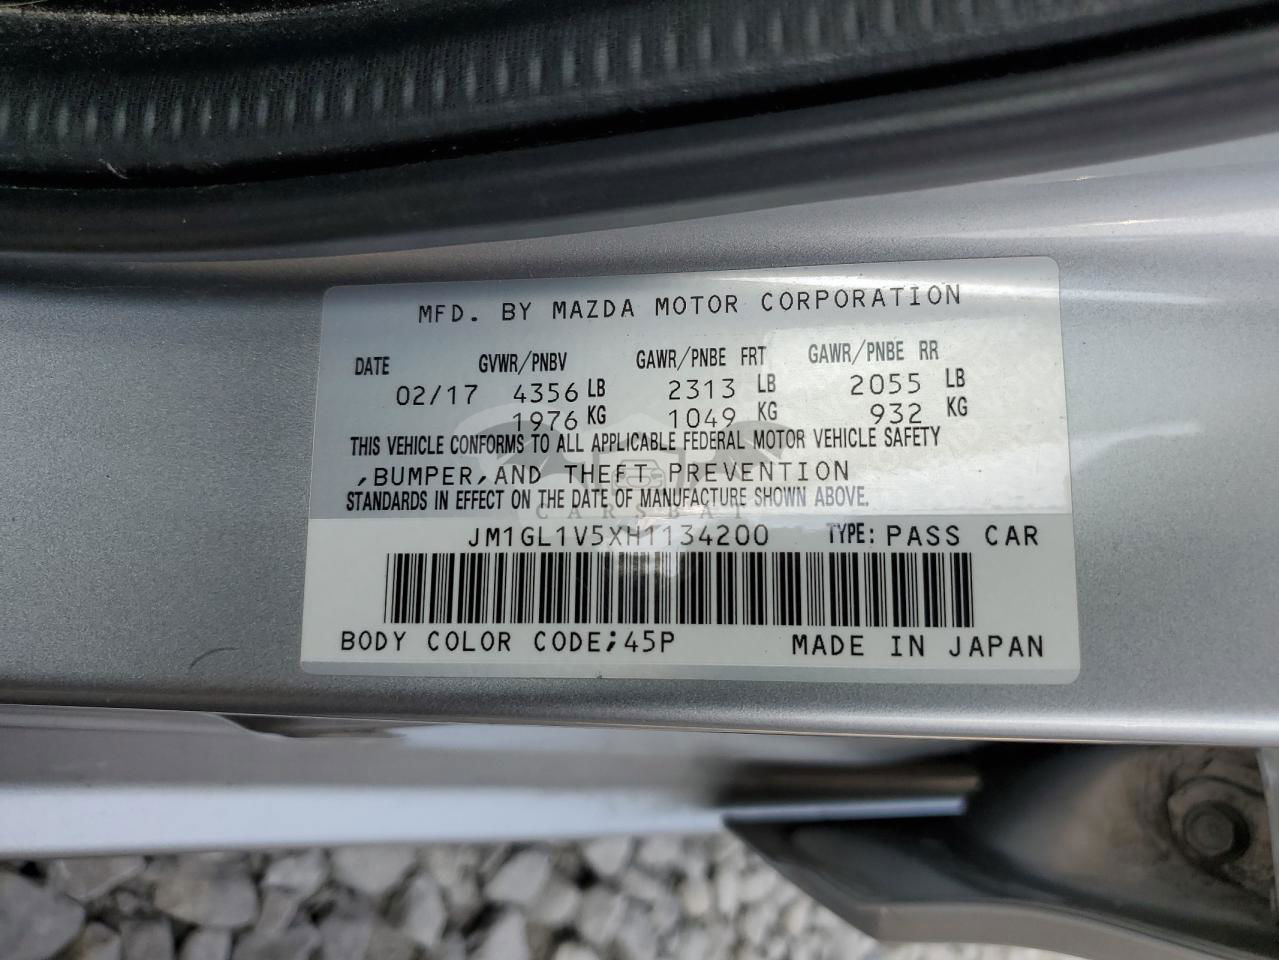 MFD. BY MAZDA MOTOR CORPORATION
DATE GVWR/PNBV GAWR/PNBE FRT GAWR/PNBE RR
02/17 4356 LB 2313 LB 2055 LB
1976 KG 1049 KG 932 KG
THIS VEHICLE CONFORMS TO ALL APPLICABLE FEDERAL MOTOR VEHICLE SAFETY
,BUMPER,AND THEFT PREVENTION
STANDARDS IN EFFECT ON THE DATE OF MANUFACTURE SHOWN ABOVE.
CARSBAT
JM1GL1V5XH1134200 TYPE: PASS CAR
BODY COLOR CODE;45P MADE IN JAPAN